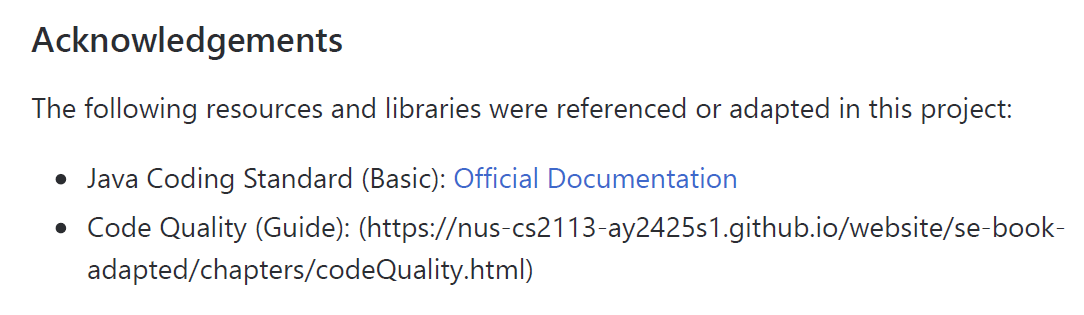 Acknowledgements
The following resources and libraries were referenced or adapted in this project:
• Java Coding Standard (Basic): Official Documentation
• Code Quality (Guide): (https://nus-cs2113-ay2425s1.github.io/website/se-book-
adapted/chapters/codeQuality.html)